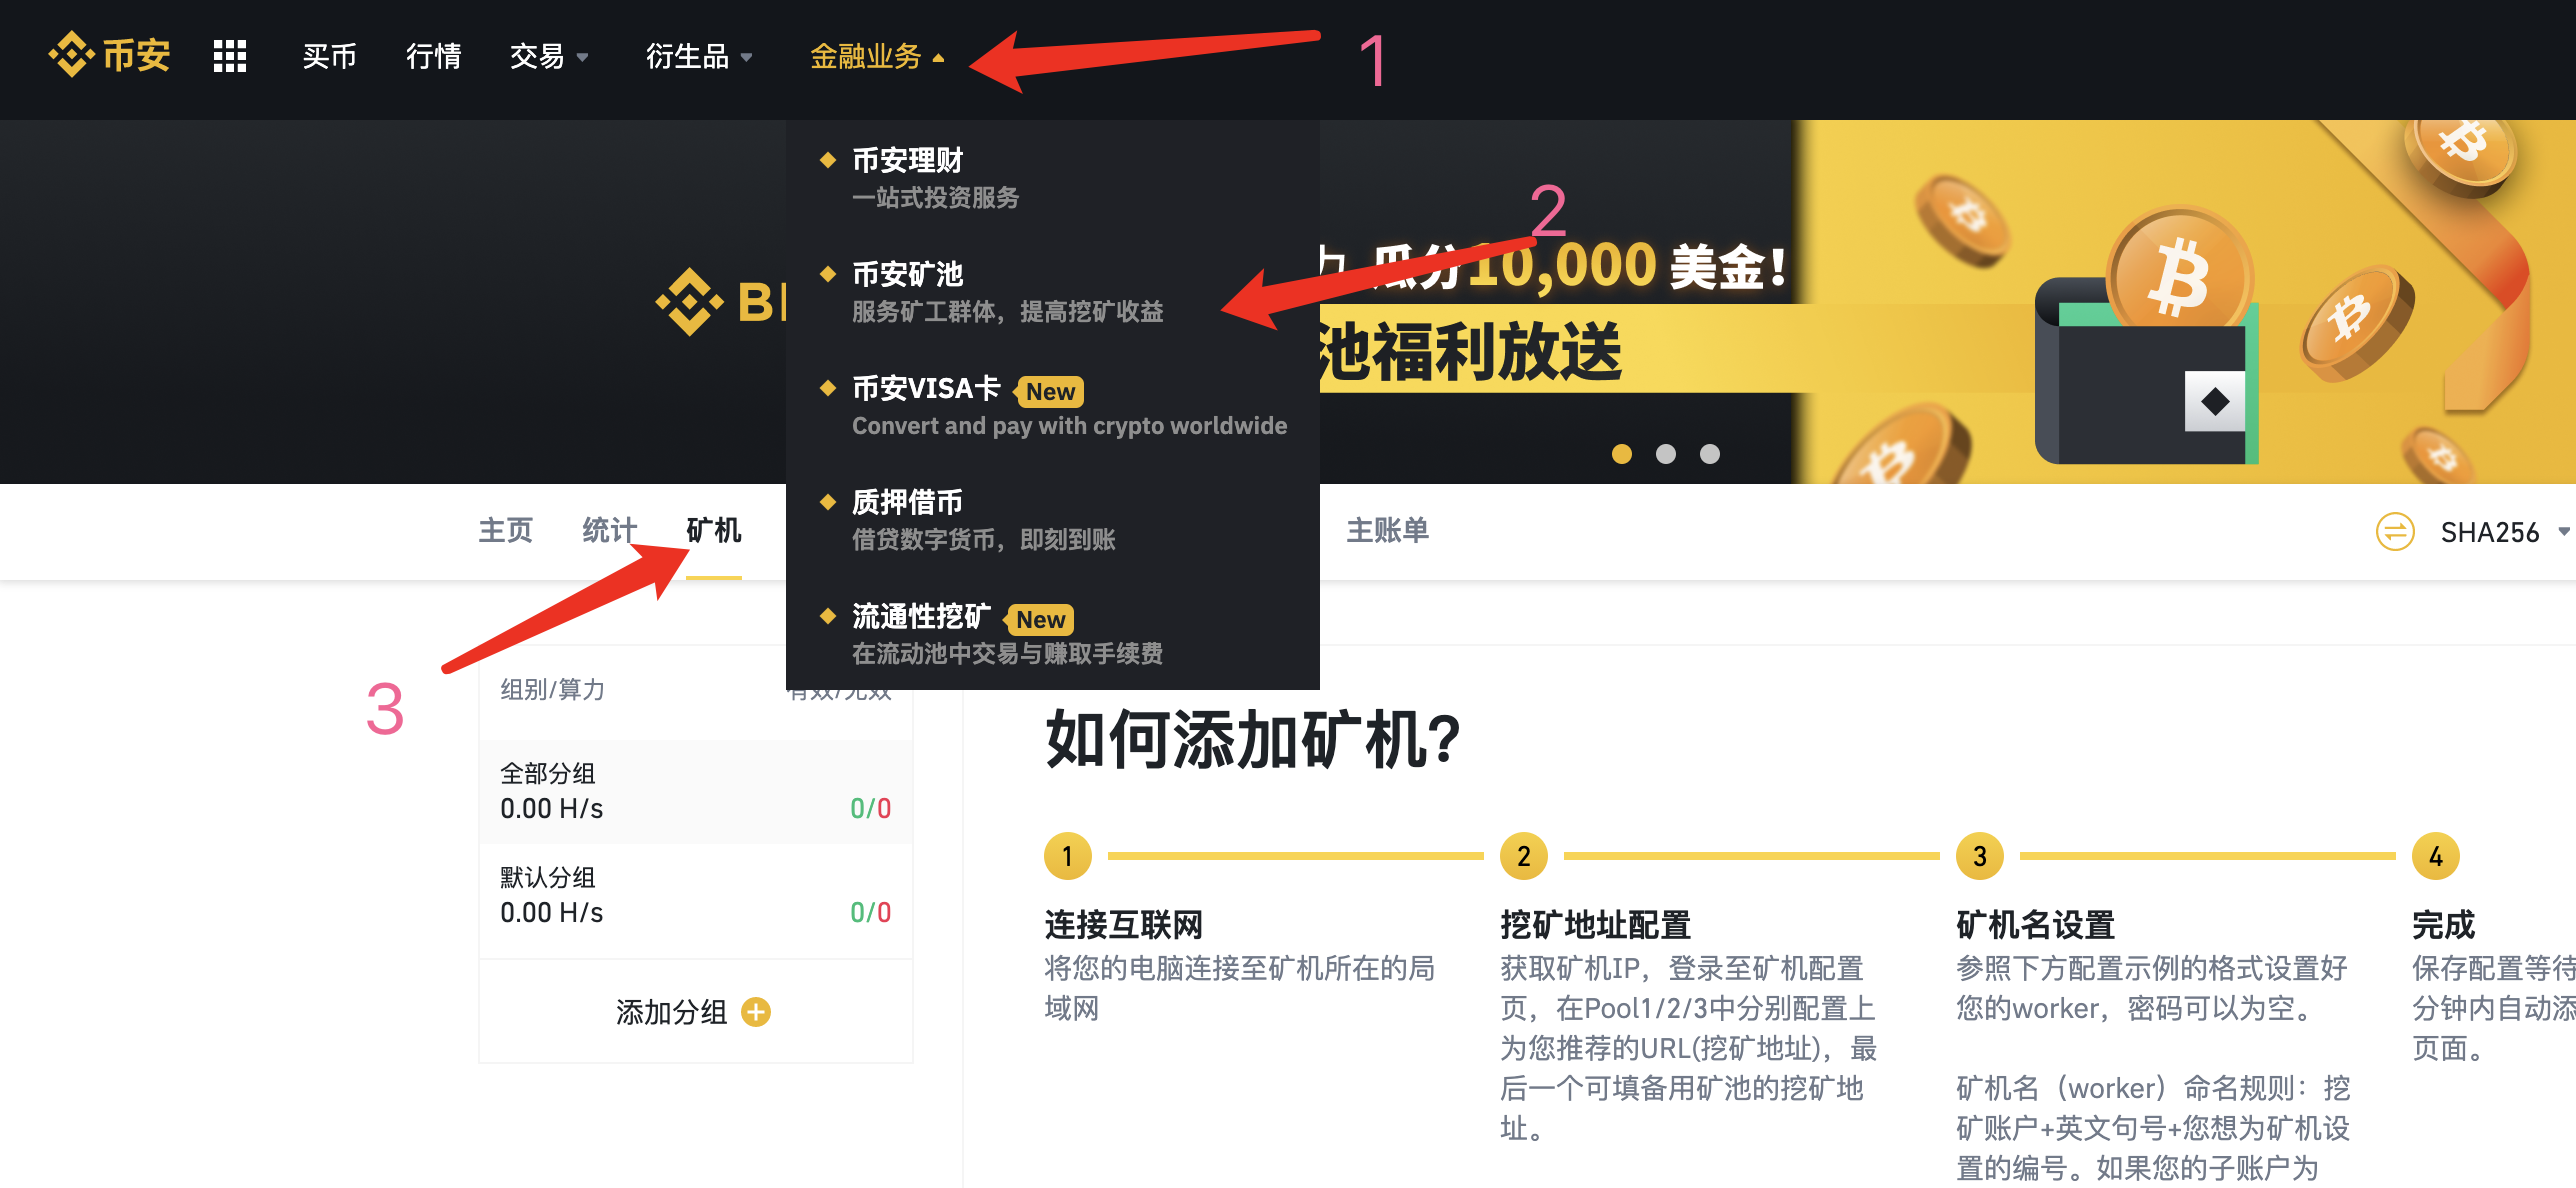 币安
买币
行情
交易
衍生品
金融业务
1
币安理财
一站式投资服务
币安矿池
服务矿工群体，提高挖矿收益
币安VISA卡 New
Convert and pay with crypto worldwide
质押借币
借贷数字货币，即刻到账
流通性挖矿 New
在流动池中交易与赚取手续费
2
瓜分10,000 美金!
池福利放送
主页
统计
矿机
主账单
SHA256
3
组别/算力
有效/无效
全部分组
0.00 H/s
0/0
默认分组
0.00 H/s
0/0
添加分组
如何添加矿机?
1
连接互联网
将您的电脑连接至矿机所在的局
域网
2
挖矿地址配置
获取矿机IP，登录至矿机配置
页，在Pool1/2/3中分别配置上
为您推荐的URL(挖矿地址)，最
后一个可填备用矿池的挖矿地
址。
3
矿机名设置
参照下方配置示例的格式设置好
您的worker，密码可以为空。
矿机名（worker）命名规则：挖
矿账户+英文句号+您想为矿机设
置的编号。如果您的子账户为
4
完成
保存配置等待
分钟内自动添
页面。